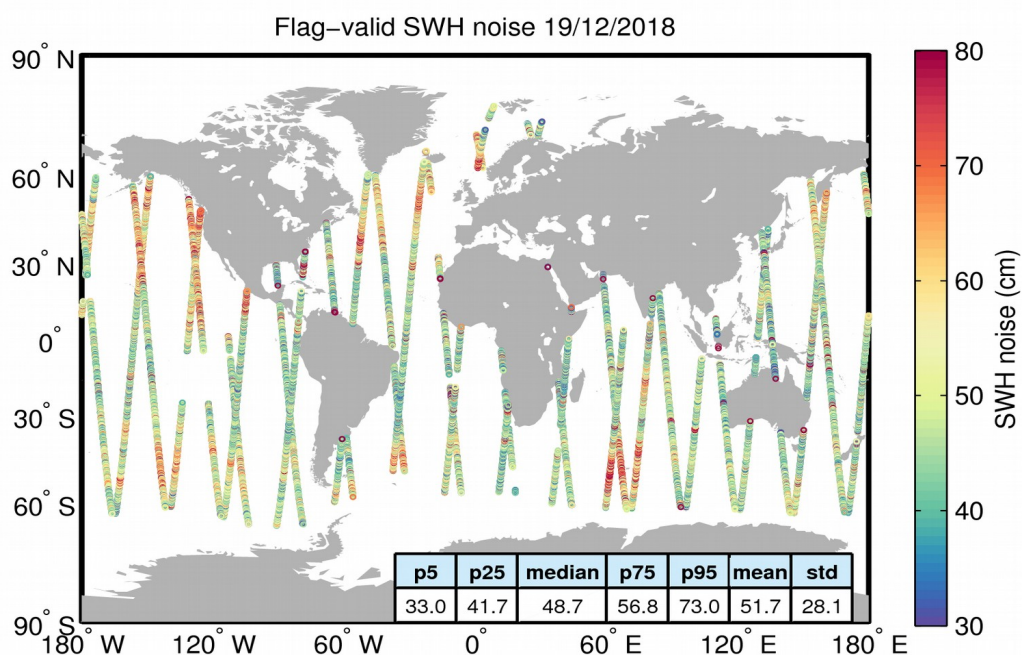 Flag−valid SWH noise 19/12/2018
90° N
60° N
30° N
0°
30° S
60° S
90° S
180° W
120° W
60° W
0°
60° E
120° E
180° E
80
70
60
50
40
30
SWH noise (cm)
p5 p25 median p75 p95 mean std
33.0 41.7 48.7 56.8 73.0 51.7 28.1